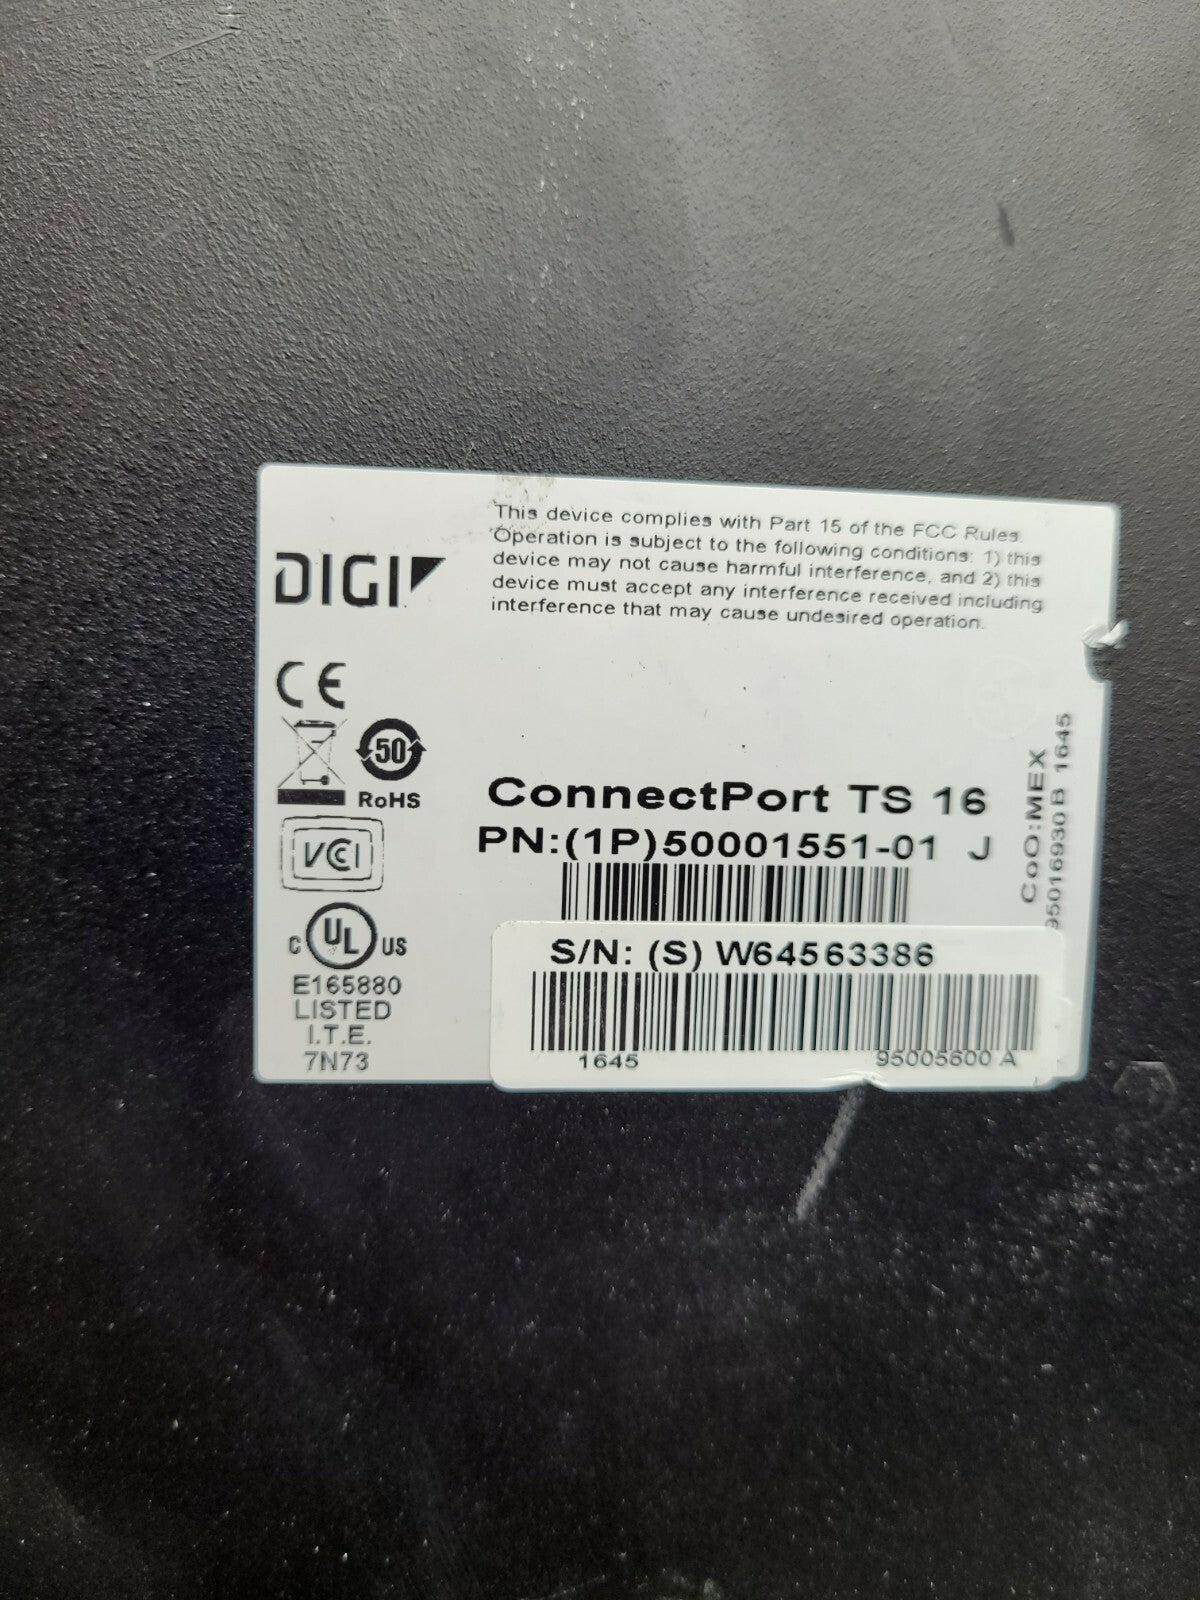 This device complies with Part 15 of the FCC Rules.
Operation is subject to the following conditions: 1) this
device may not cause harmful interference, and 2) this
device must accept any interference received including
interference that may cause undesired operation.
DIGI
CE
50
RoHS
VCI
C UL US
E165880
LISTED
I.T.E.
7N73
ConnectPort TS 16
PN:(1P)50001551-01 J
CoO:MEX
95016930 B 1645
S/N: (S) W64563386
1645 95005600 A